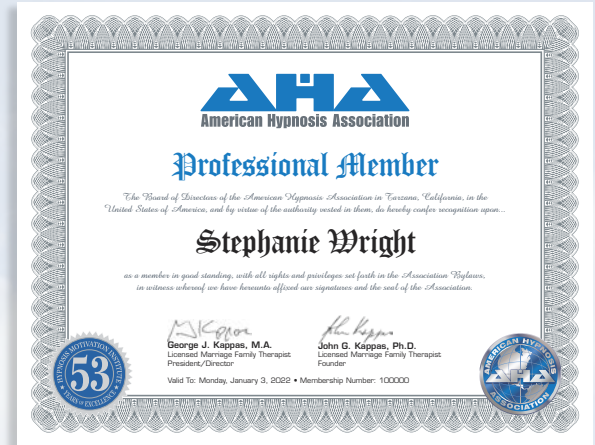 AHA
American Hypnosis Association
Professional Member
The Board of Directors of the American Hypnosis Association in Tarzana, California, in the
United States of America, and by virtue of the authority vested in them, do hereby confer recognition upon...
Stephanie Wright
as a member in good standing, with all rights and privileges set forth in the Association Bylaws,
in witness whereof we have hereunto affixed our signatures and the seal of the Association.
George J. Kappas, M.A.
Licensed Marriage Family Therapist
President/Director
John G. Kappas, Ph.D.
Licensed Marriage Family Therapist
Founder
Valid To: Monday, January 3, 2022 • Membership Number: 100000
HYPNOSIS MOTIVATION INSTITUTE
53
YEARS OF EXCELLENCE
AMERICAN HYPNOSIS
AHA
ASSOCIATION